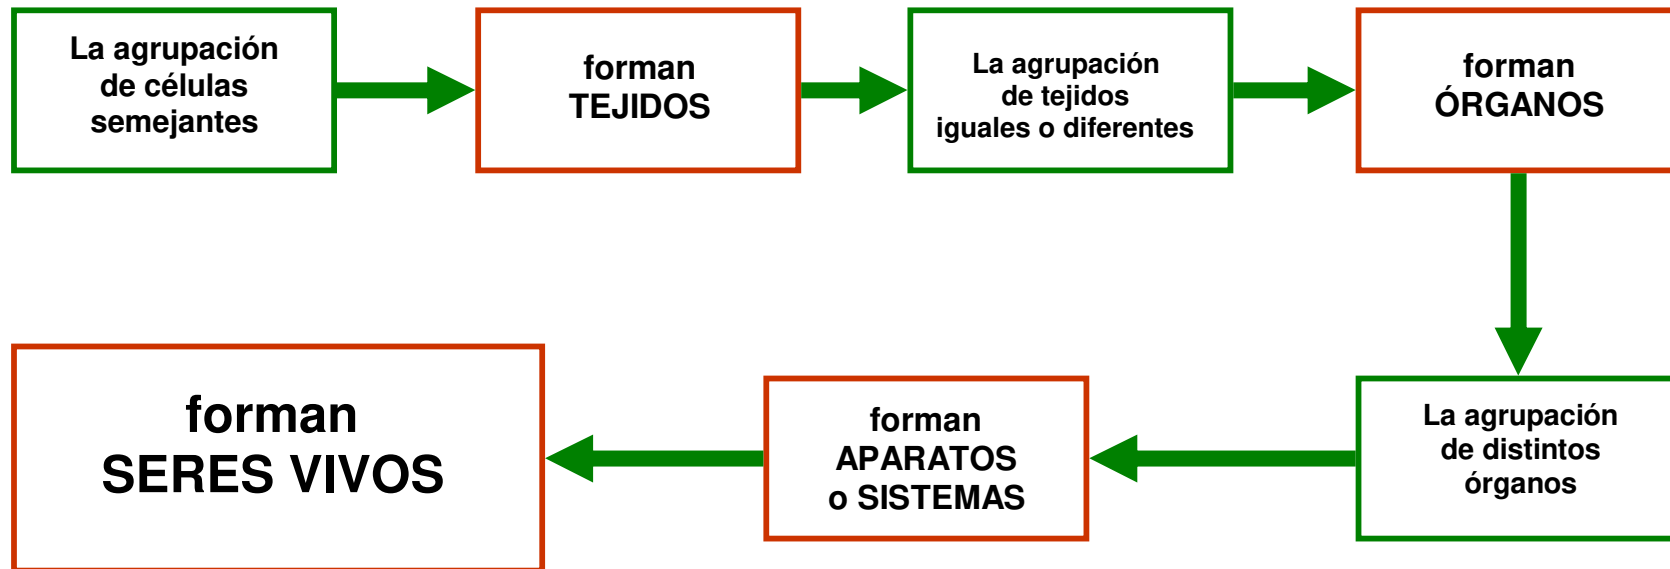 La agrupación
de células
semejantes
forman
TEJIDOS
La agrupación
de tejidos
iguales o diferentes
forman
ÓRGANOS
La agrupación
de distintos
órganos
forman
APARATOS
o SISTEMAS
forman
SERES VIVOS